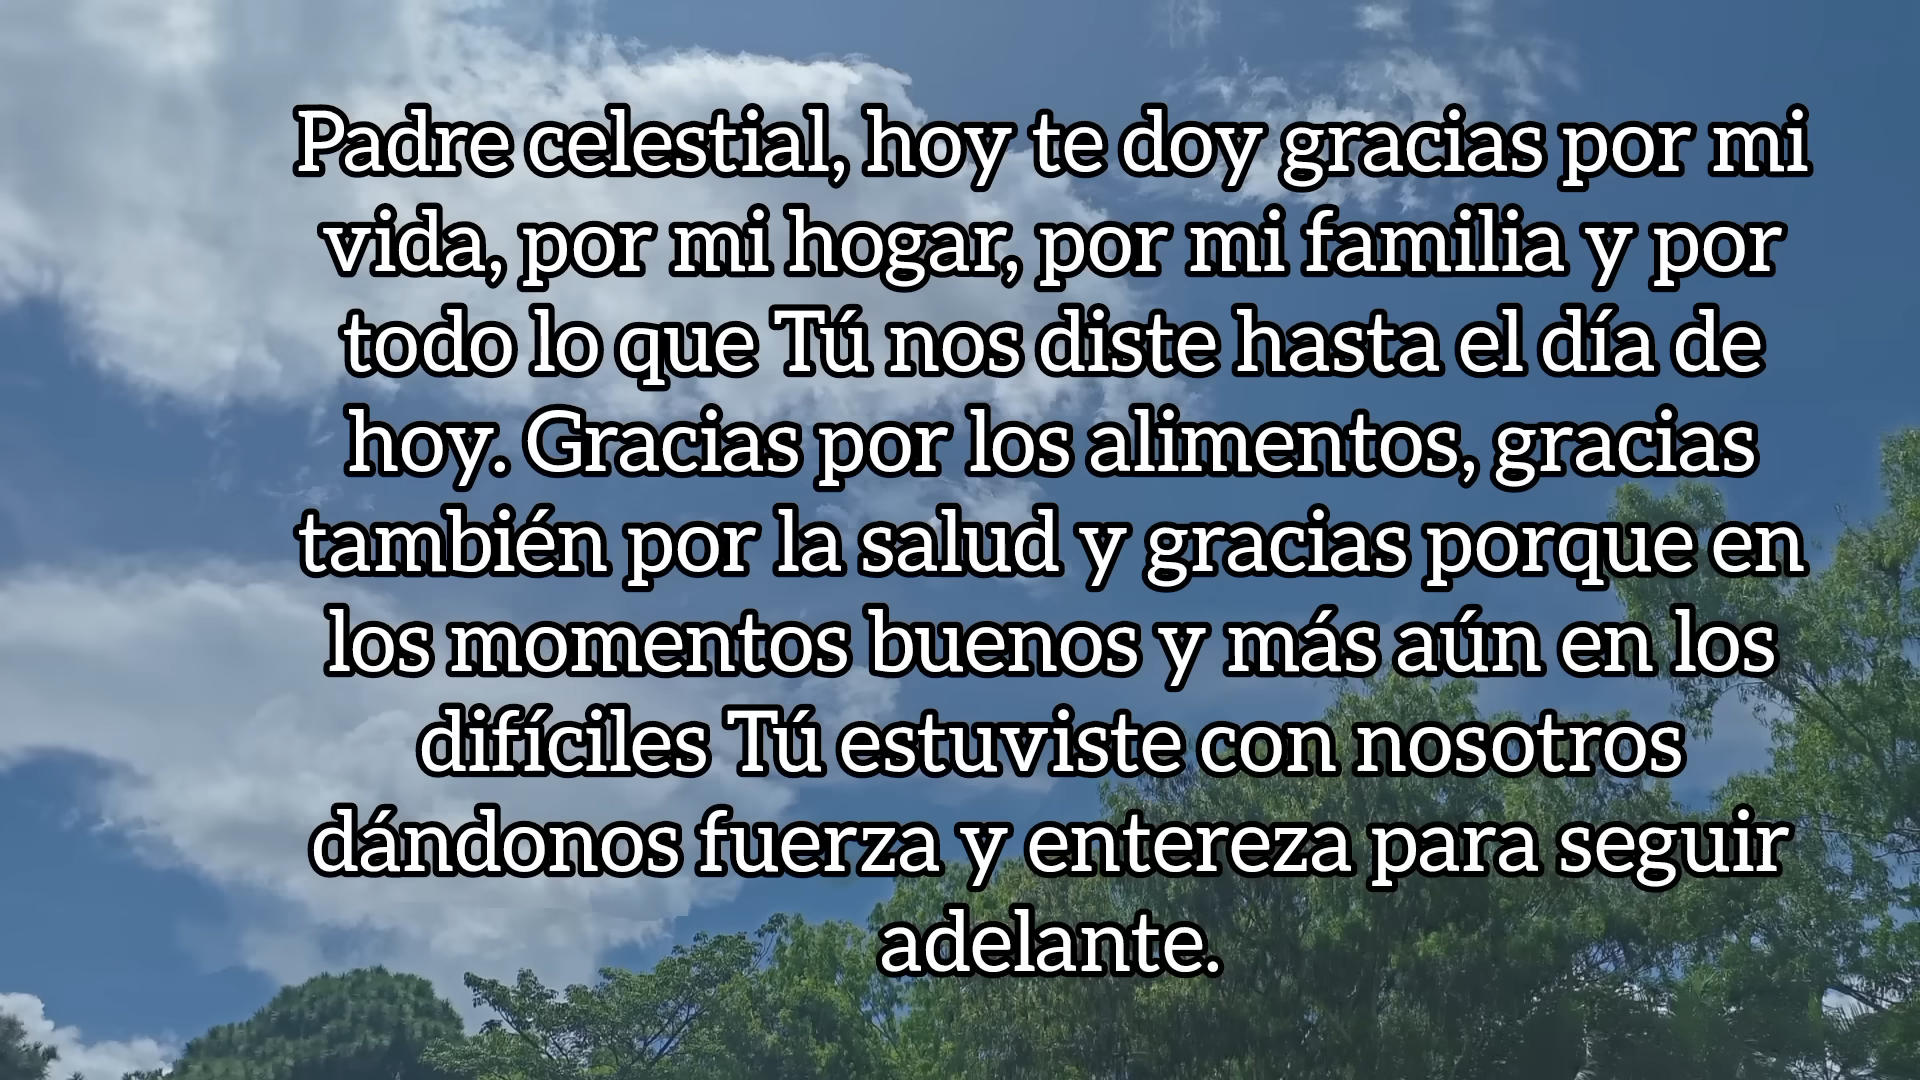 Padre celestial, hoy te doy gracias por mi
vida, por mi hogar, por mi familia y por
todo lo que Tú nos diste hasta el día de
hoy. Gracias por los alimentos, gracias
también por la salud y gracias porque en
los momentos buenos y más aún en los
difíciles Tú estuviste con nosotros
dándonos fuerza y entereza para seguir
adelante.